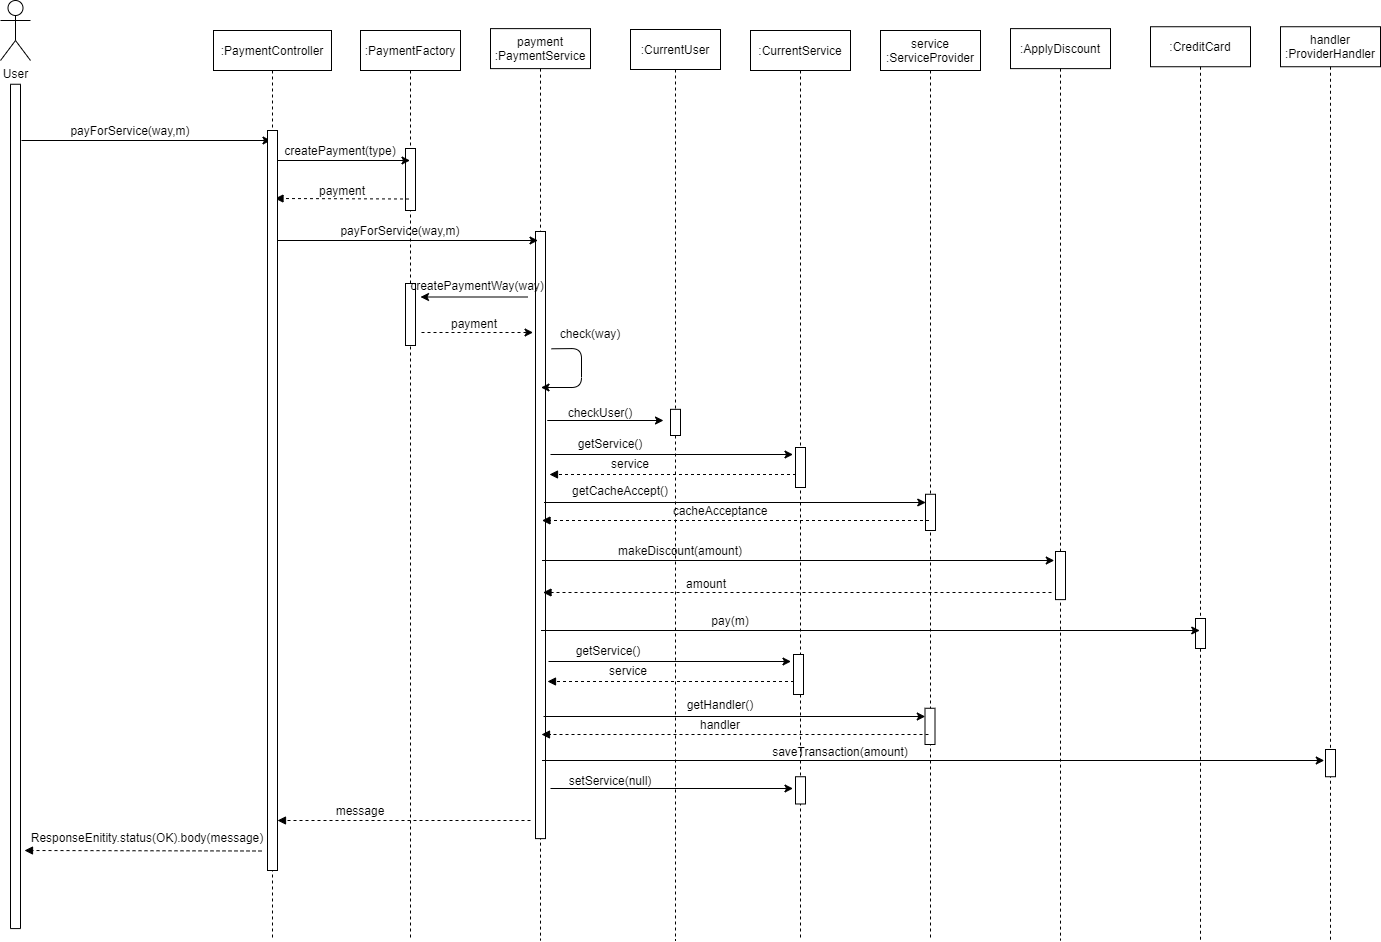 User
:PaymentController
:PaymentFactory
payment
:PaymentService
:CurrentUser
:CurrentService
service
:ServiceProvider
:ApplyDiscount
:CreditCard
handler
:ProviderHandler
payForService(way,m)
createPayment(type)
payment
payForService(way,m)
createPaymentWay(way)
payment
check(way)
checkUser()
getService()
service
getCacheAccept()
cacheAcceptance
makeDiscount(amount)
amount
pay(m)
getService()
service
getHandler()
handler
saveTransaction(amount)
setService(null)
message
ResponseEnitity.status(OK).body(message)